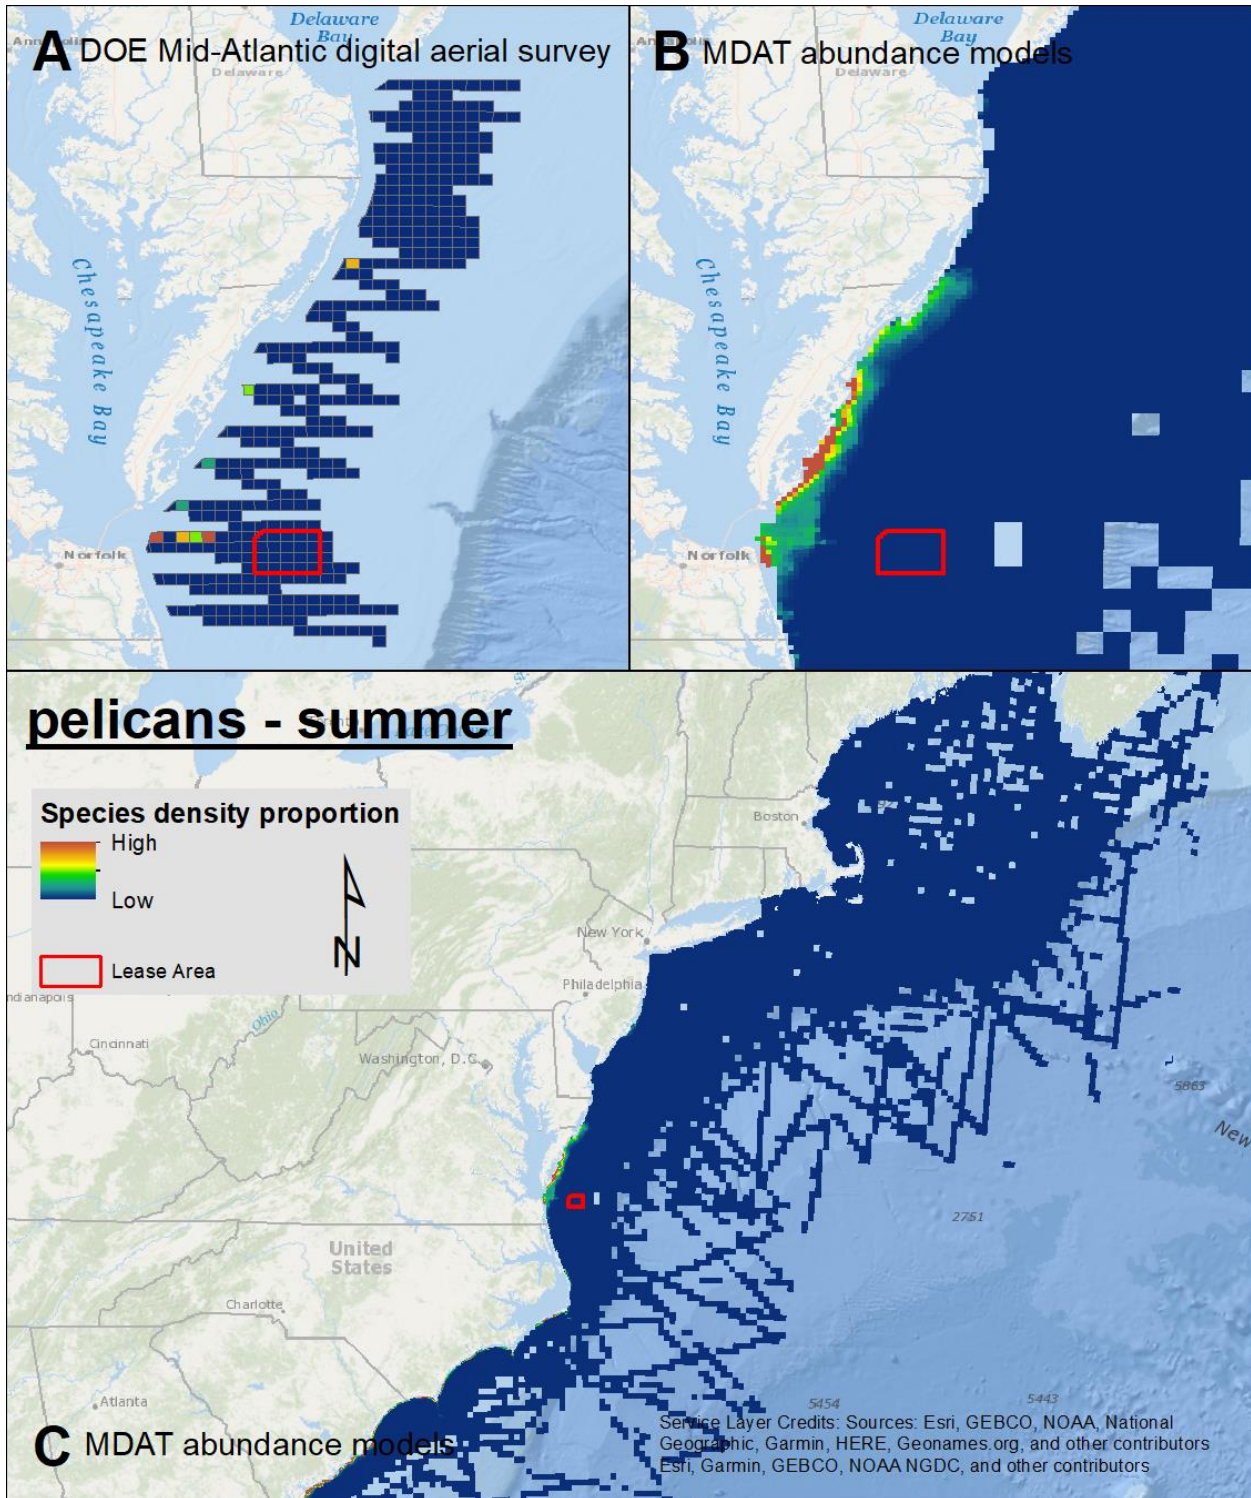 Delaware
Bay
A DOE Mid-Atlantic digital aerial survey
Delaware
Chesapeake Bay
Norfolk
Delaware
Bay
B MDAT abundance models
Delaware
Chesapeake Bay
Norfolk
pelicans - summer
Species density proportion
High
Low
N
Lease Area
Boston
New York
Philadelphia
Indianapolis
Ohio
Cincinnati
Washington, D.C.
5863
New
2751
United
States
Charlotte
Atlanta
5454
5443
C MDAT abundance models
Service Layer Credits: Sources: Esri, GEBCO, NOAA, National
Geographic, Garmin, HERE, Geonames.org, and other contributors
Esri, Garmin, GEBCO, NOAA NGDC, and other contributors